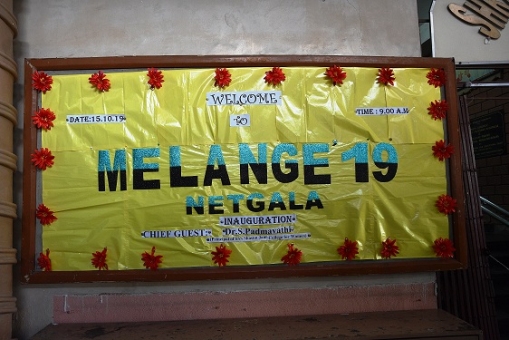 WELCOME
to
DATE:15.10.19
TIME : 9.00 A.M
MELANGE '19
NETGALA
INAUGURATION
CHIEF GUEST:
Dr.S.Padmavathi